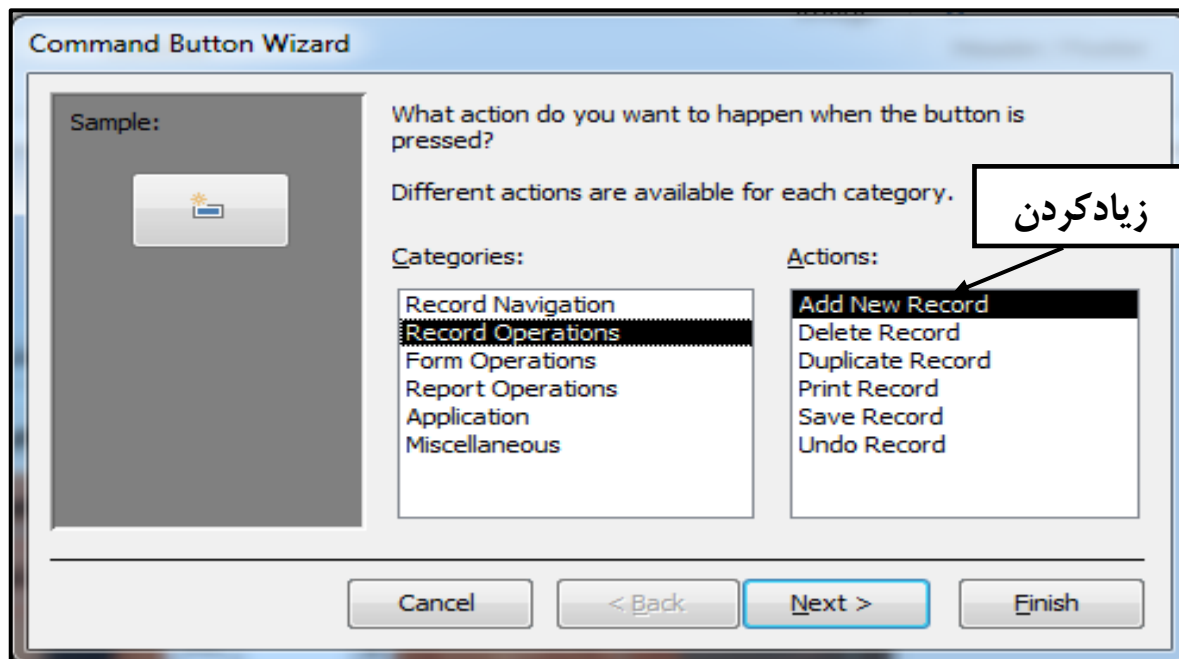 Command Button Wizard
Sample:
What action do you want to happen when the button is
pressed?
Different actions are available for each category.
زیادکردن
Categories:
Actions:
Record Navigation
Record Operations
Form Operations
Report Operations
Application
Miscellaneous
Add New Record
Delete Record
Duplicate Record
Print Record
Save Record
Undo Record
Cancel
< Back
Next >
Finish